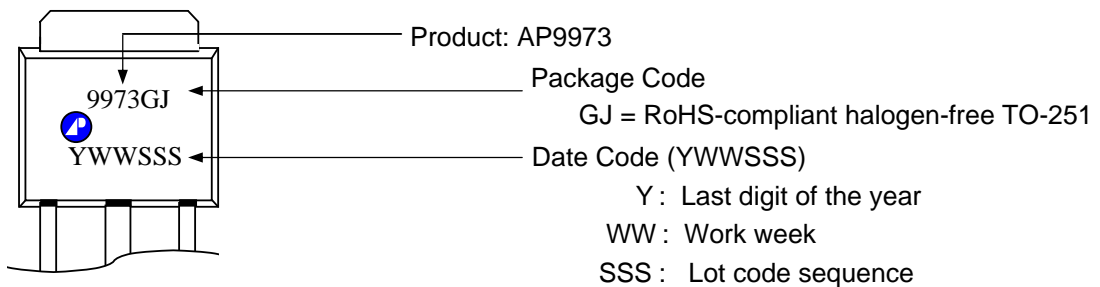 Product: AP9973
Package Code
9973GJ
GJ = RoHS-compliant halogen-free TO-251
AP
YWWSSS
Date Code (YWWSSS)
Y : Last digit of the year
WW : Work week
SSS : Lot code sequence